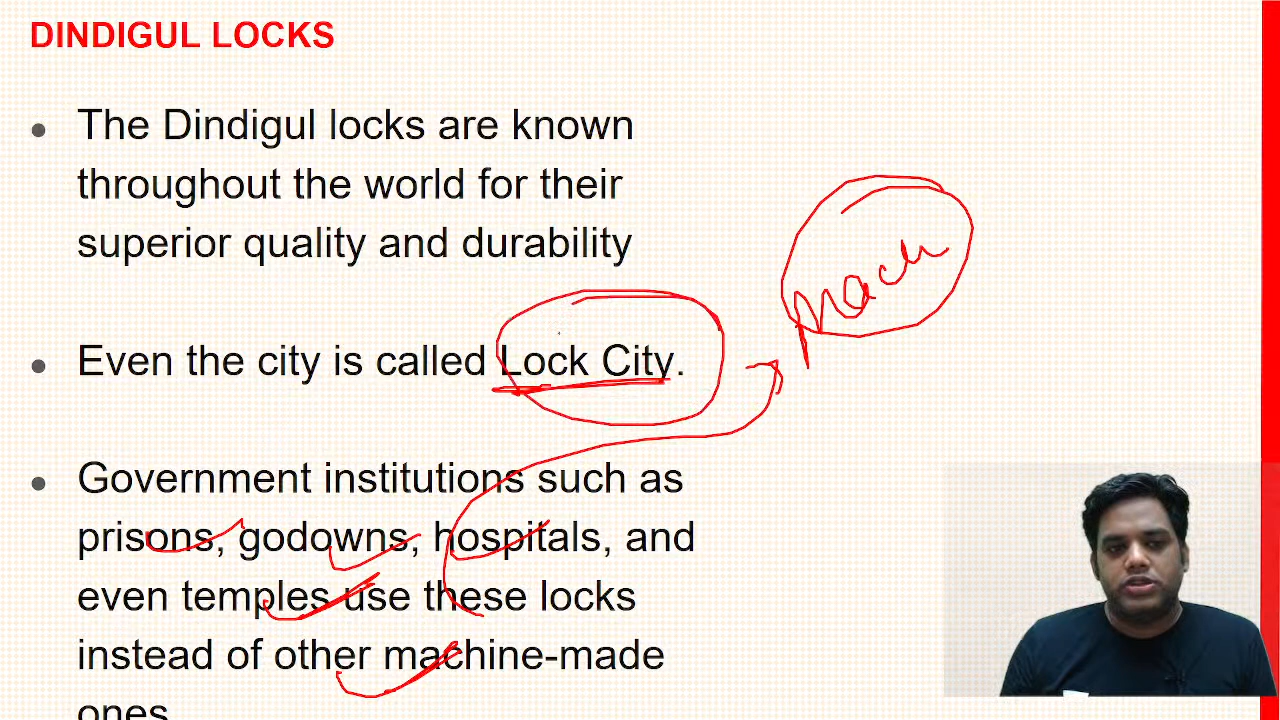 DINDIGUL LOCKS
The Dindigul locks are known
throughout the world for their
superior quality and durability
Even the city is called Lock City.
Government institutions such as
prisons, godowns, hospitals, and
even temples use these locks
instead of other machine-made
ones